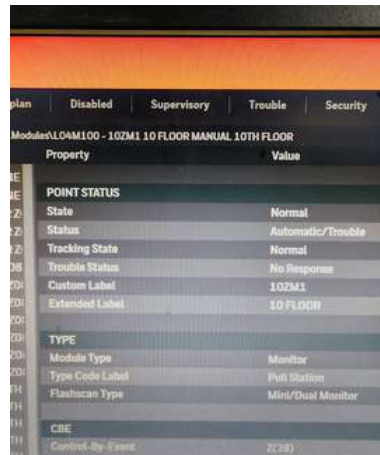 plan Disabled Supervisory Trouble Security
Modules\L04M100 - 10ZM1 10 FLOOR MANUAL 10TH FLOOR
Property Value
POINT STATUS
State Normal
Status Automatic/Trouble
Tracking State Normal
Trouble Status No Response
Custom Label 10ZM1
Extended Label 10 FLOOR
TYPE
Module Type Monitor
Type Code Label Pull Station
Flashscan Type Mini/Dual Monitor
CBE
Control-By-Event Z(38)